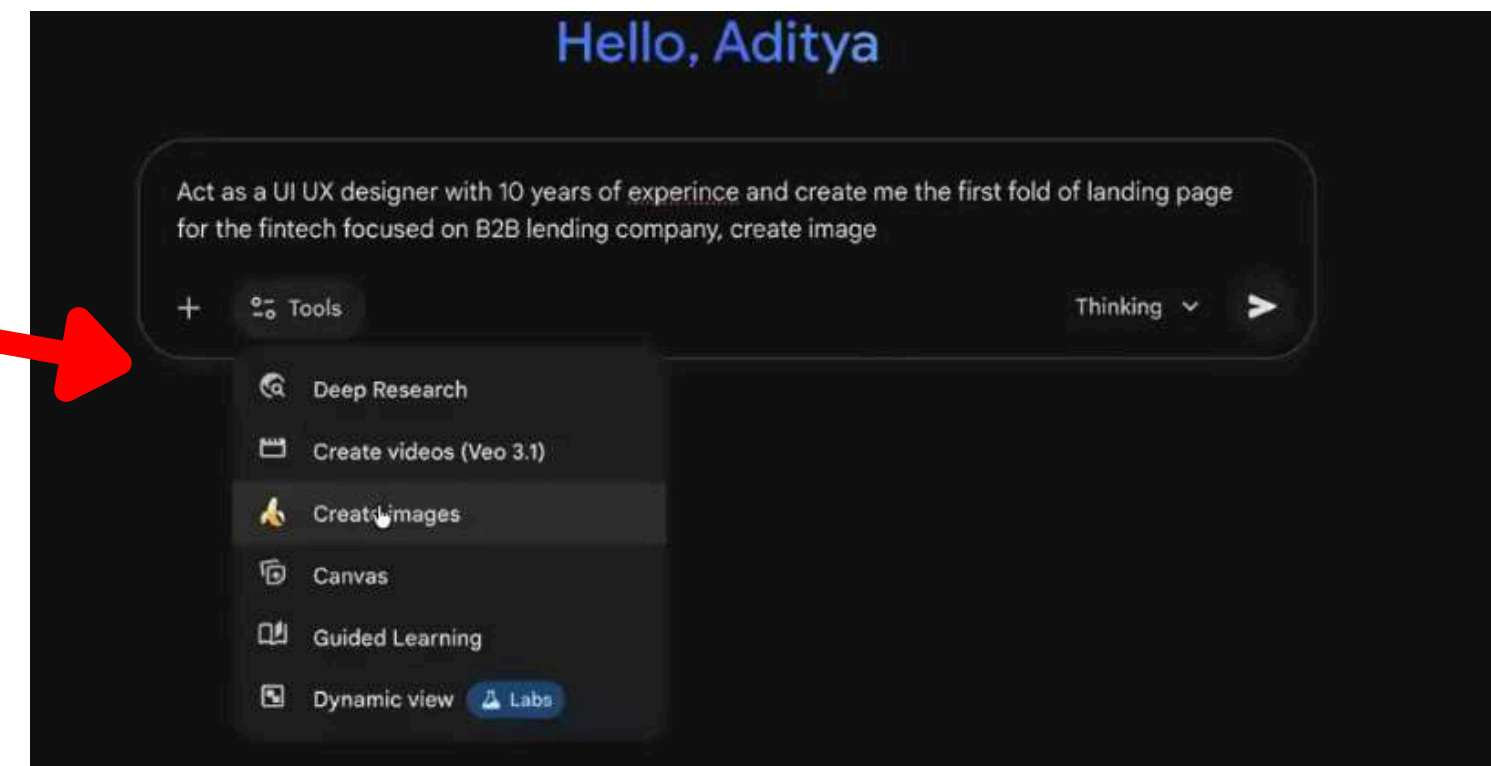 Hello, Aditya
Act as a UI UX designer with 10 years of experince and create me the first fold of landing page
for the fintech focused on B2B lending company, create image
Tools
Thinking
Deep Research
Create videos (Veo 3.1)
Create images
Canvas
Guided Learning
Dynamic view Labs